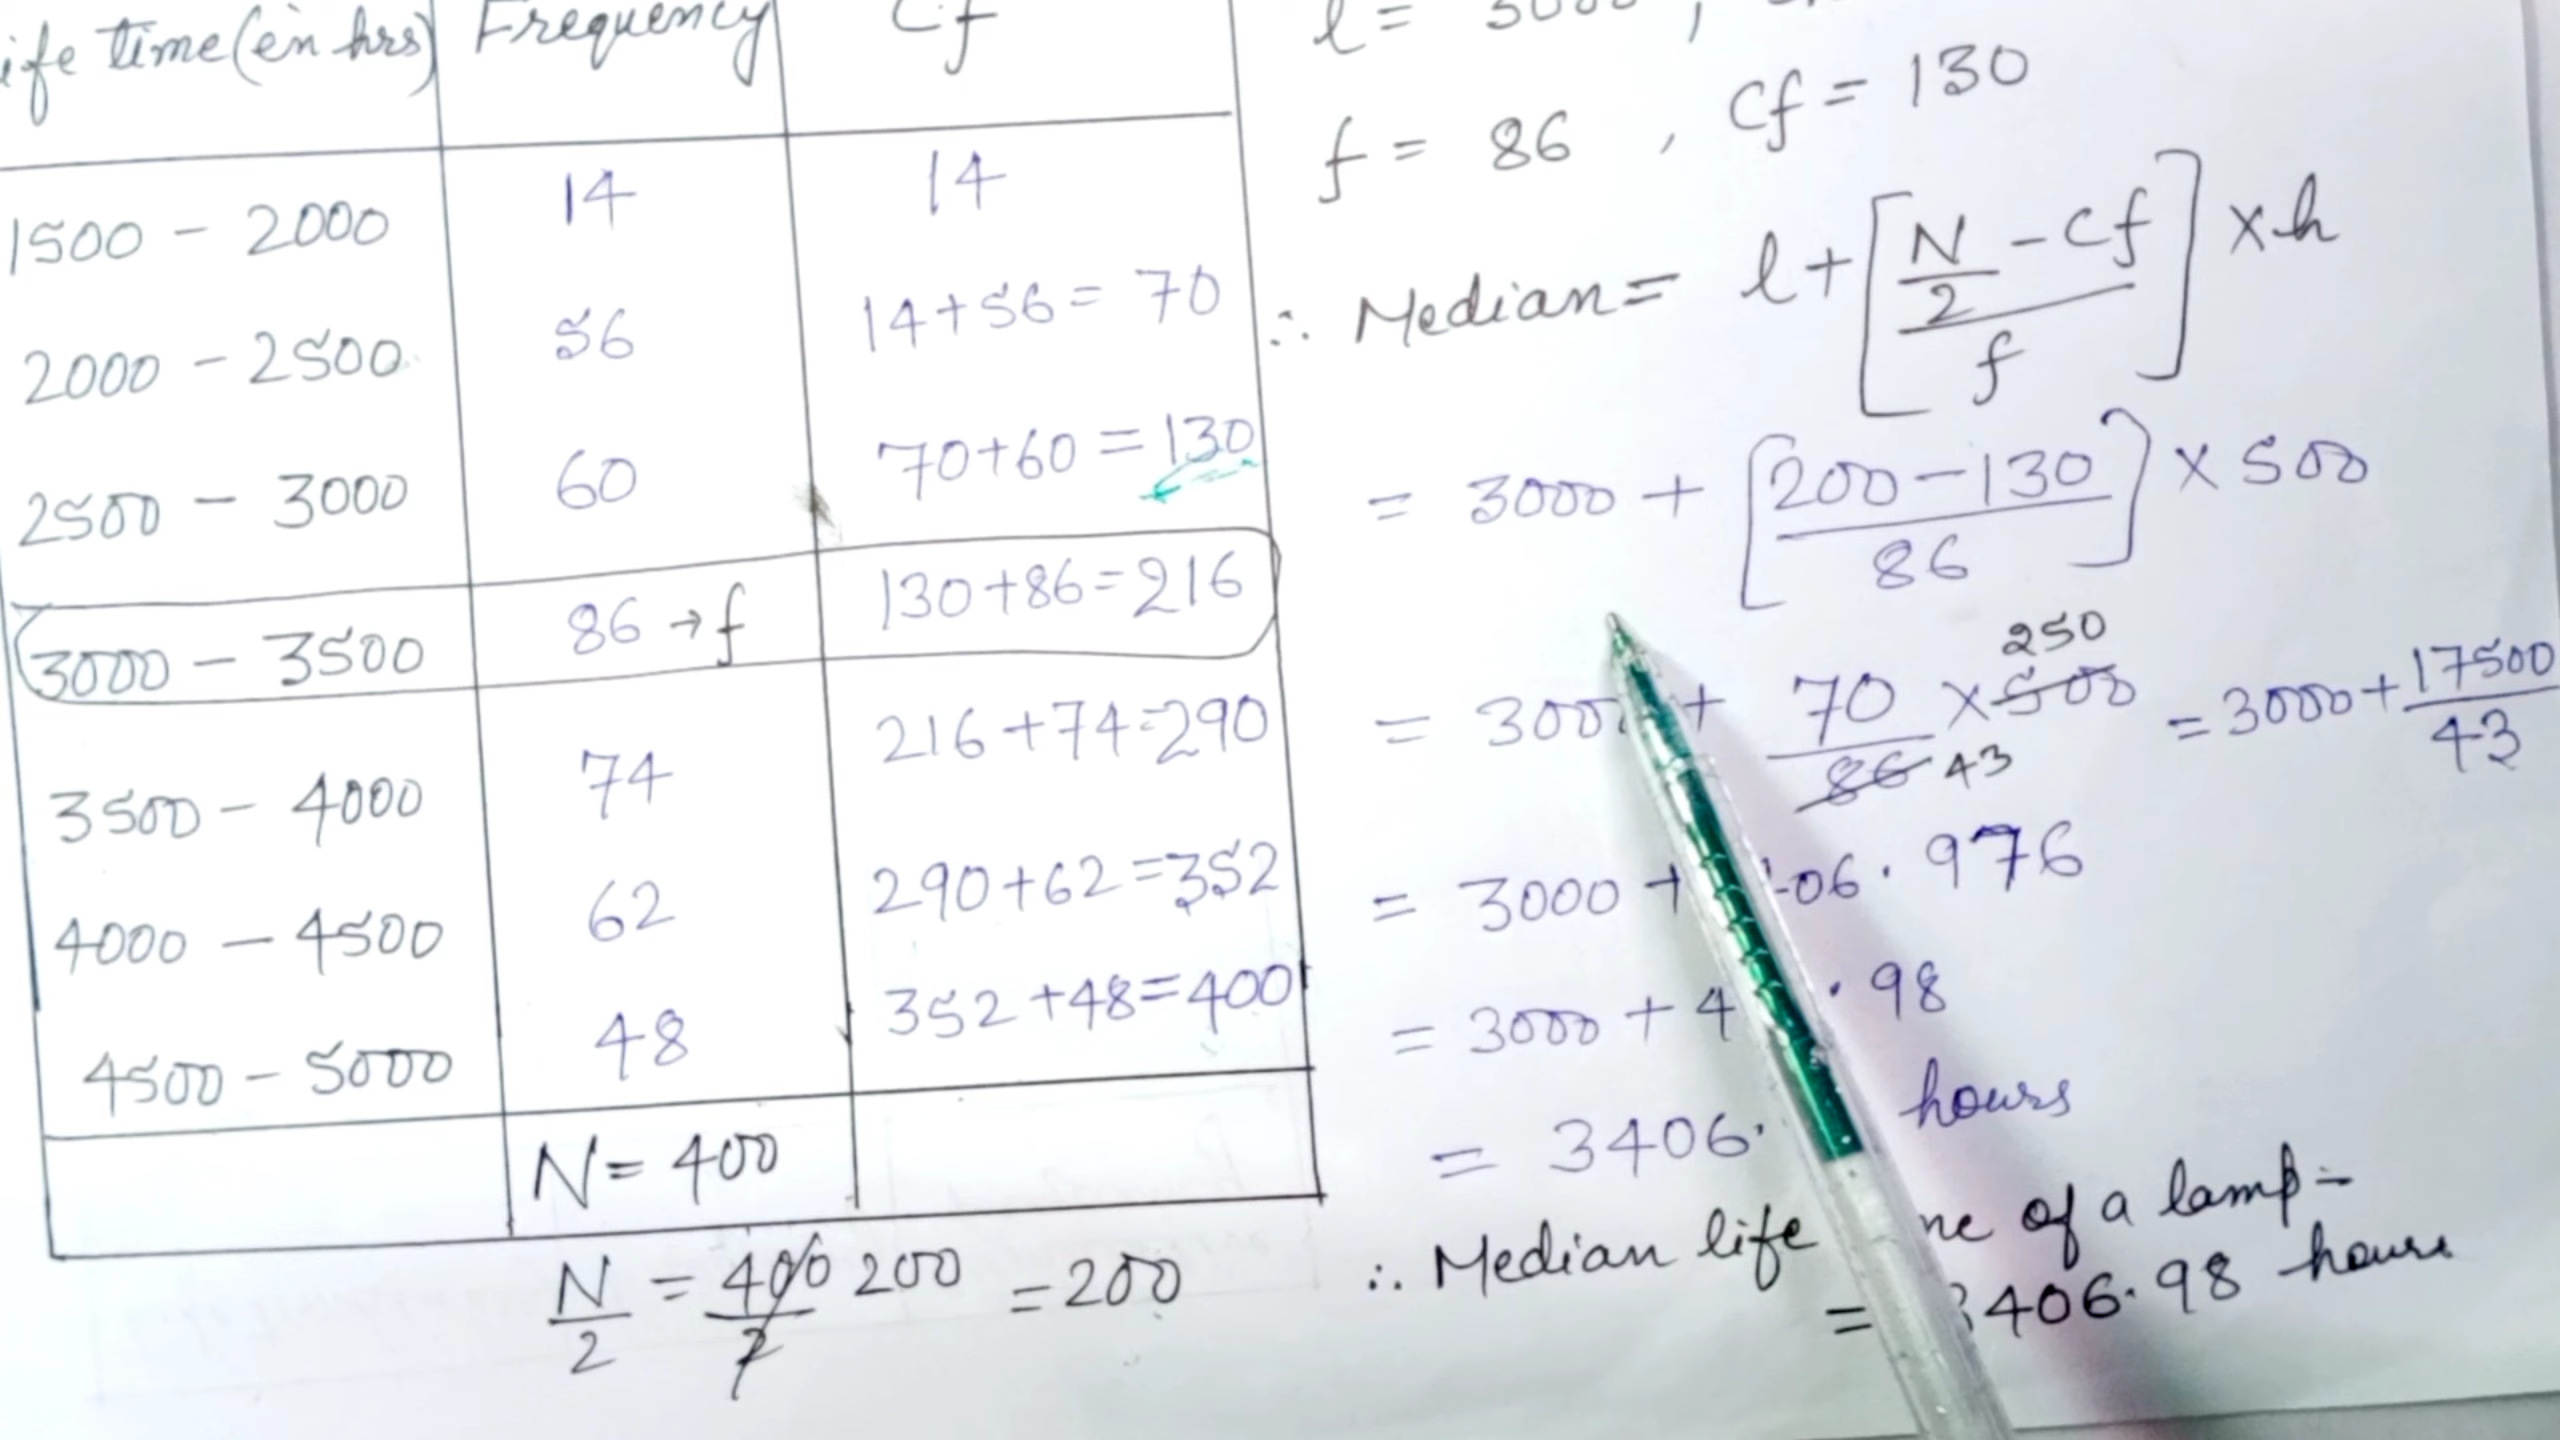 ife time (in hrs) Frequency Cf
1500 - 2000 14 14
2000 - 2500 56 14+56= 70
2500 - 3000 60 70+60 = 130
3000 - 3500 86 → f 130+86=216
3500 - 4000 74 216+74=290
4000 - 4500 62 290+62=352
4500 - 5000 48 352+48=400
N = 400
N/2 = 400/2 200 = 200
l = 3000,
f = 86 , Cf = 130
∴ Median = l + [N/2 - Cf / f] × h
= 3000 + [200-130 / 86] × 500
= 3000 + 70/86 43 × 500 250 = 3000 + 17500/43
= 3000 + 406.976
= 3000 + 4 .98
= 3406. hours
∴ Median life me of a lamp =
= 3406.98 hours